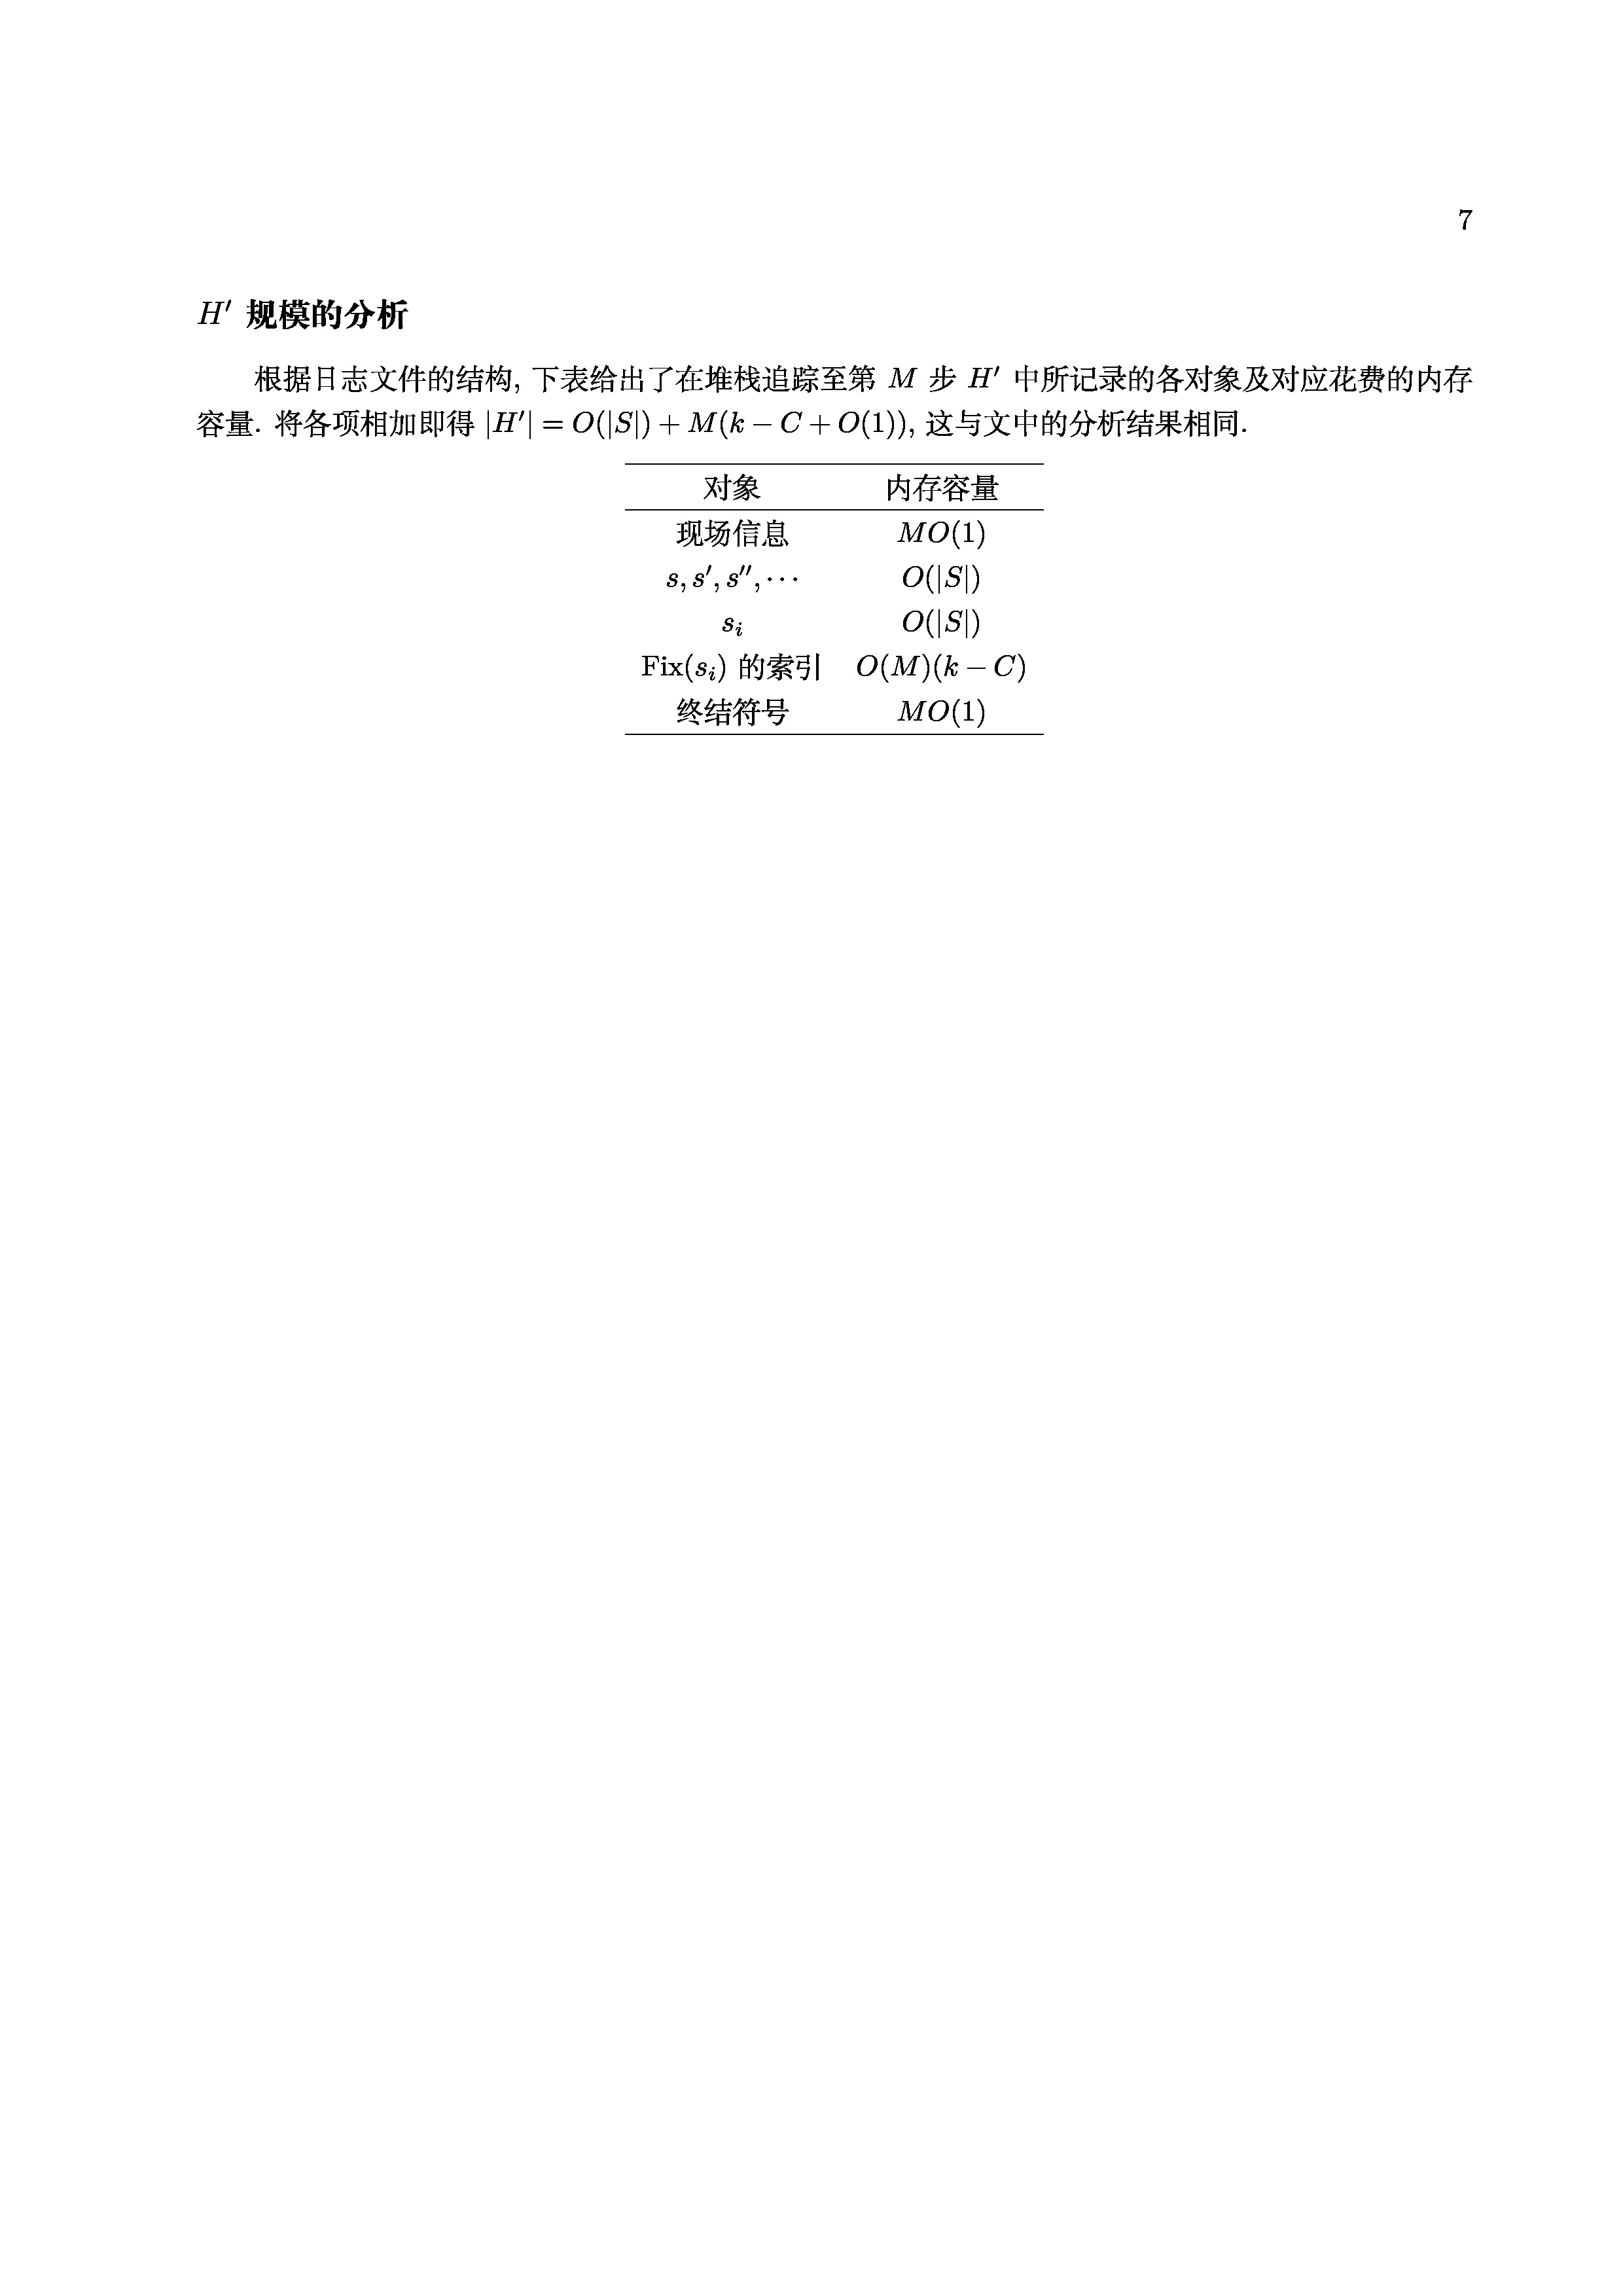 7
H′ 规模的分析
根据日志文件的结构, 下表给出了在堆栈追踪至第 M 步 H′ 中所记录的各对象及对应花费的内存
容量. 将各项相加即得 |H′| = O(|S|) + M(k − C + O(1)), 这与文中的分析结果相同.
对象 内存容量
现场信息 MO(1)
s, s′, s′′, ⋯ O(|S|)
sᵢ O(|S|)
Fix(sᵢ) 的索引 O(M)(k − C)
终结符号 MO(1)